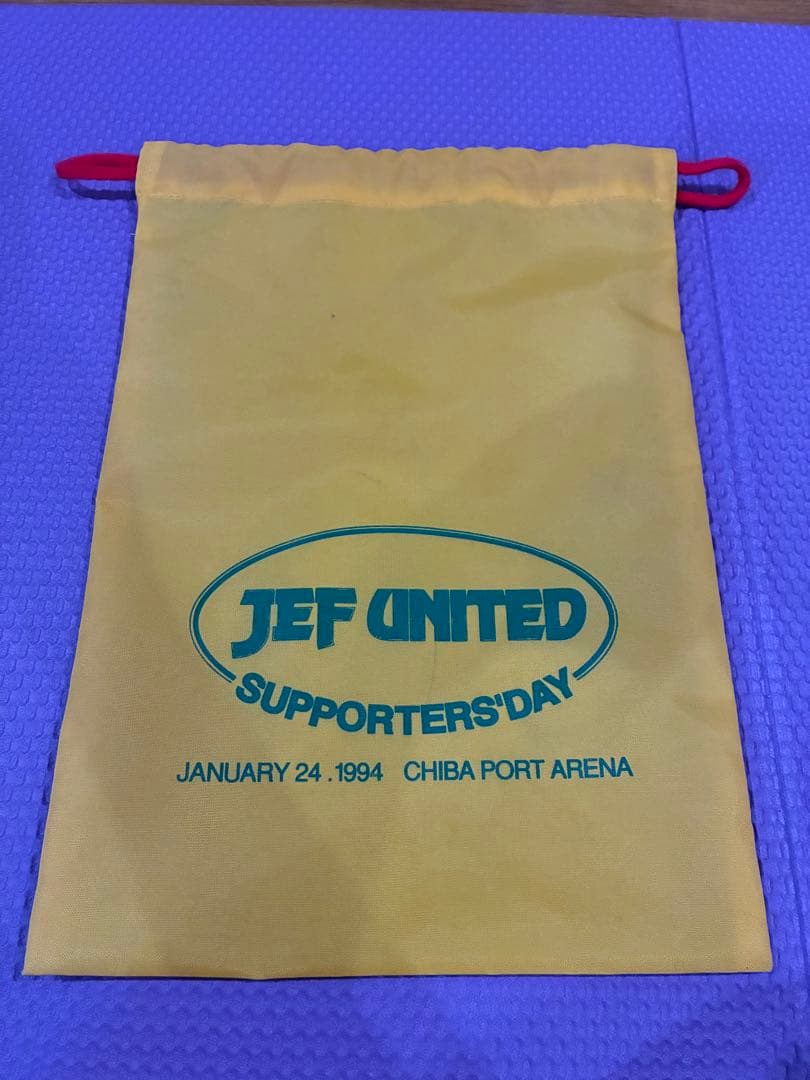 JEF UNITED
SUPPORTERS'DAY
JANUARY 24 .1994 CHIBA PORT ARENA